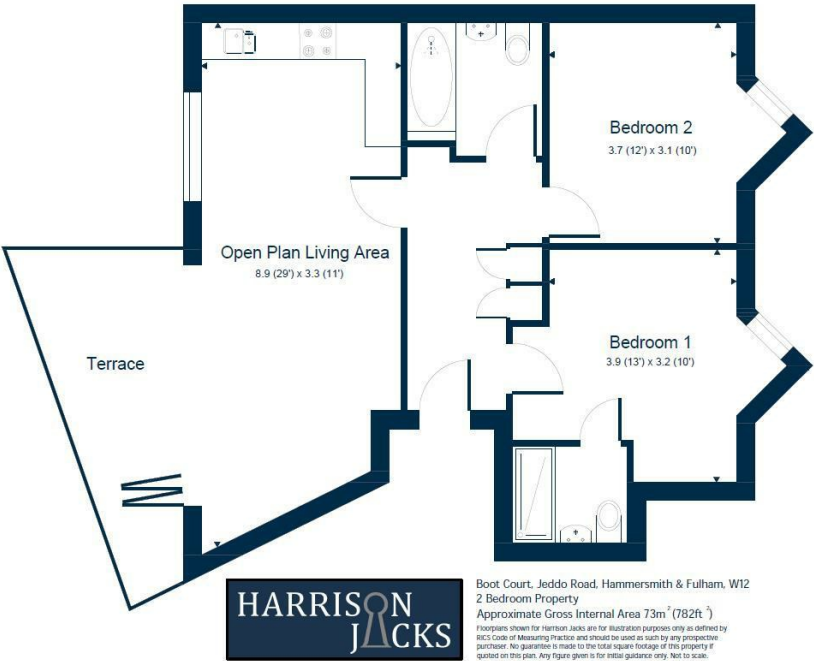 Bedroom 2
3.7 (12') x 3.1 (10')
Open Plan Living Area
8.9 (29') x 3.3 (11')
Terrace
Bedroom 1
3.9 (13') x 3.2 (10')
HARRISON
JACKS
Boot Court, Jeddo Road, Hammersmith & Fulham, W12
2 Bedroom Property
Approximate Gross Internal Area 73m² (782ft ²)
Floorplans shown for Harrison Jacks are for illustration purposes only as defined by
RICS Code of Measuring Practice and should be used as such by any prospective
purchaser. No guarantee is made to the total square footage of this property if
quoted on this plan. Any figure given is for initial guidance only. Not to scale.